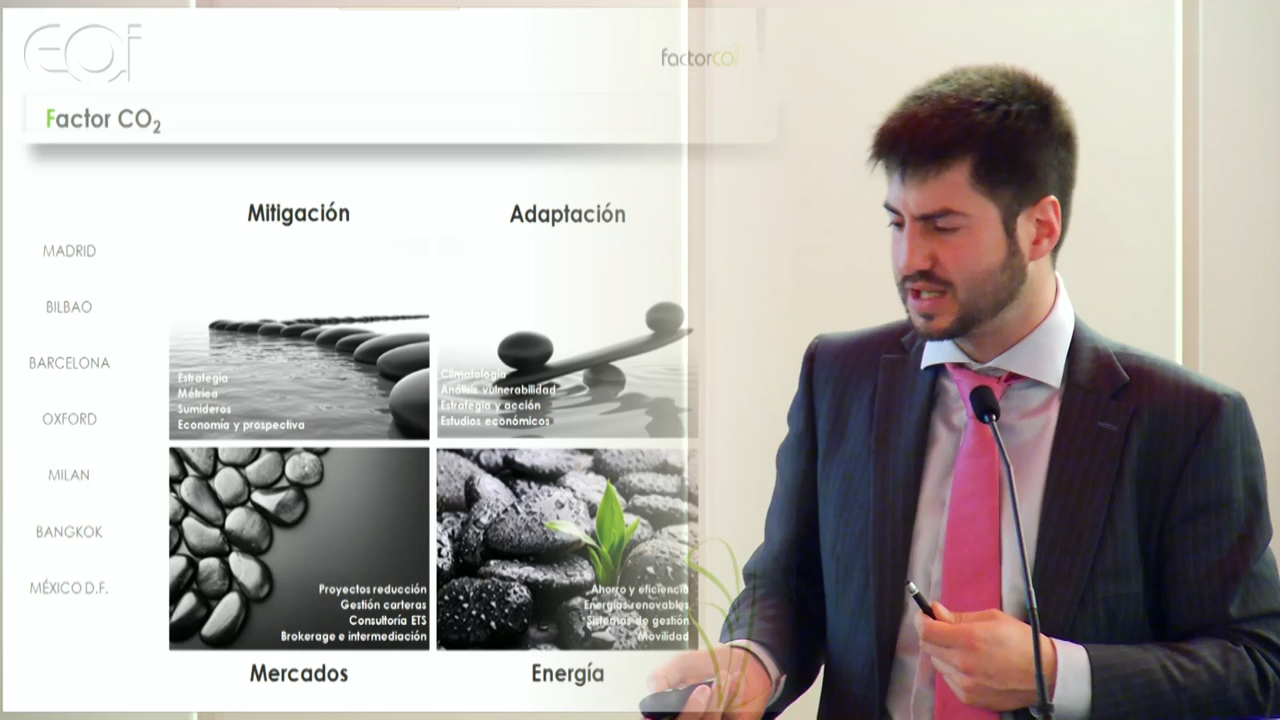 eoi
factorco2
Factor CO2
Mitigación
Adaptación
MADRID
BILBAO
BARCELONA
OXFORD
MILAN
BANGKOK
MÉXICO D.F.
Estrategia
Métrica
Sumideros
Economía y prospectiva
Climatología
Análisis vulnerabilidad
Estrategia y acción
Estudios económicos
Proyectos reducción
Gestión carteras
Consultoría ETS
Brokerage e intermediación
Ahorro y eficiencia
Energías renovables
Sistemas de gestión
Movilidad
Mercados
Energía